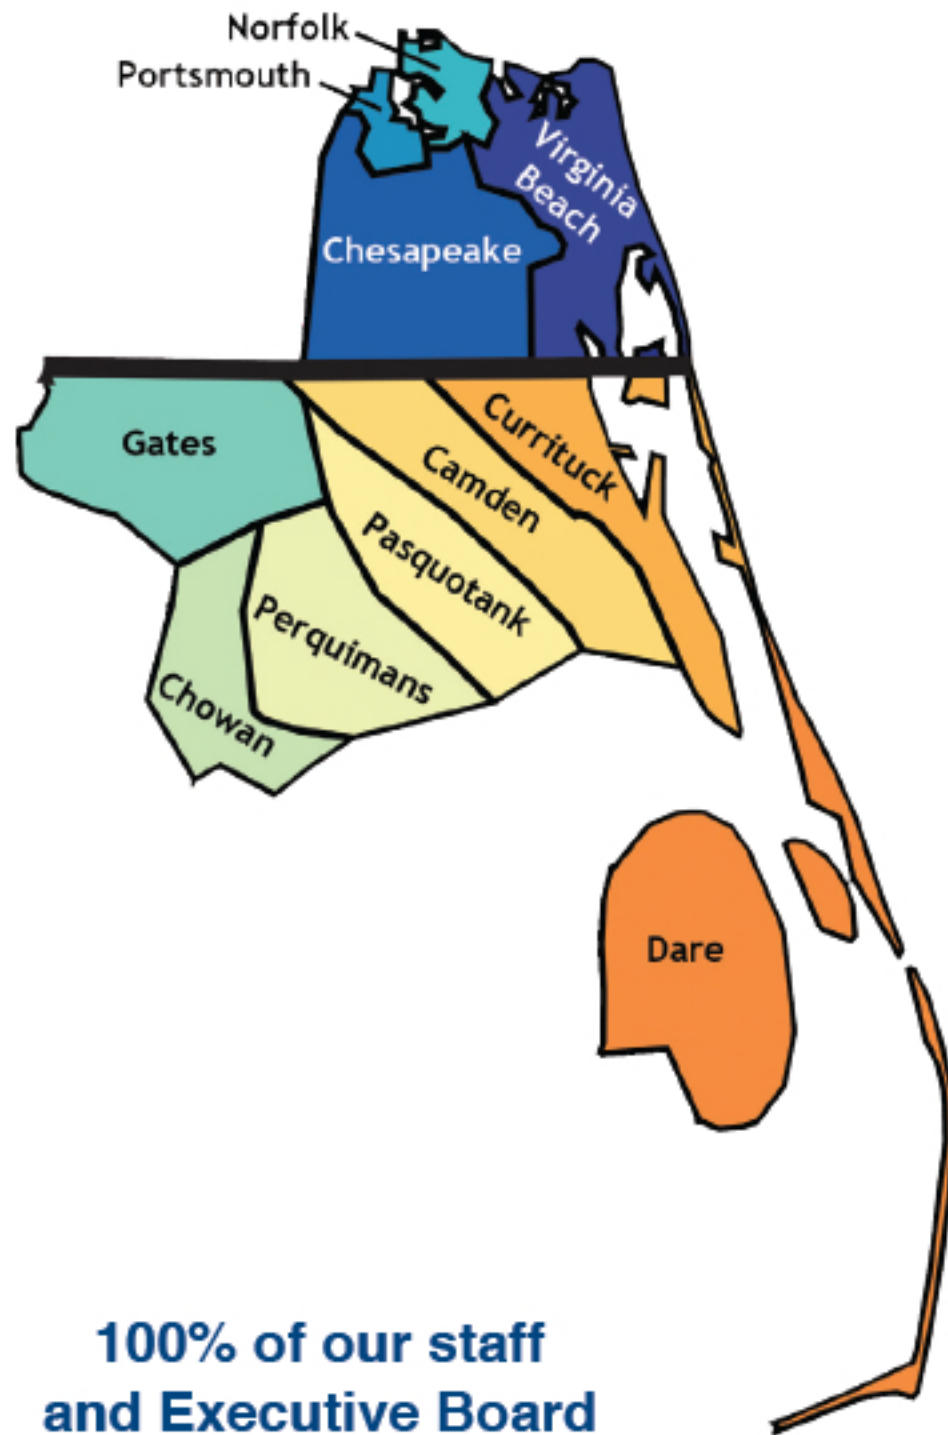 Norfolk
Portsmouth
Virginia
Beach
Chesapeake
Gates
Currituck
Camden
Pasquotank
Perquimans
Chowan
Dare
100% of our staff
and Executive Board